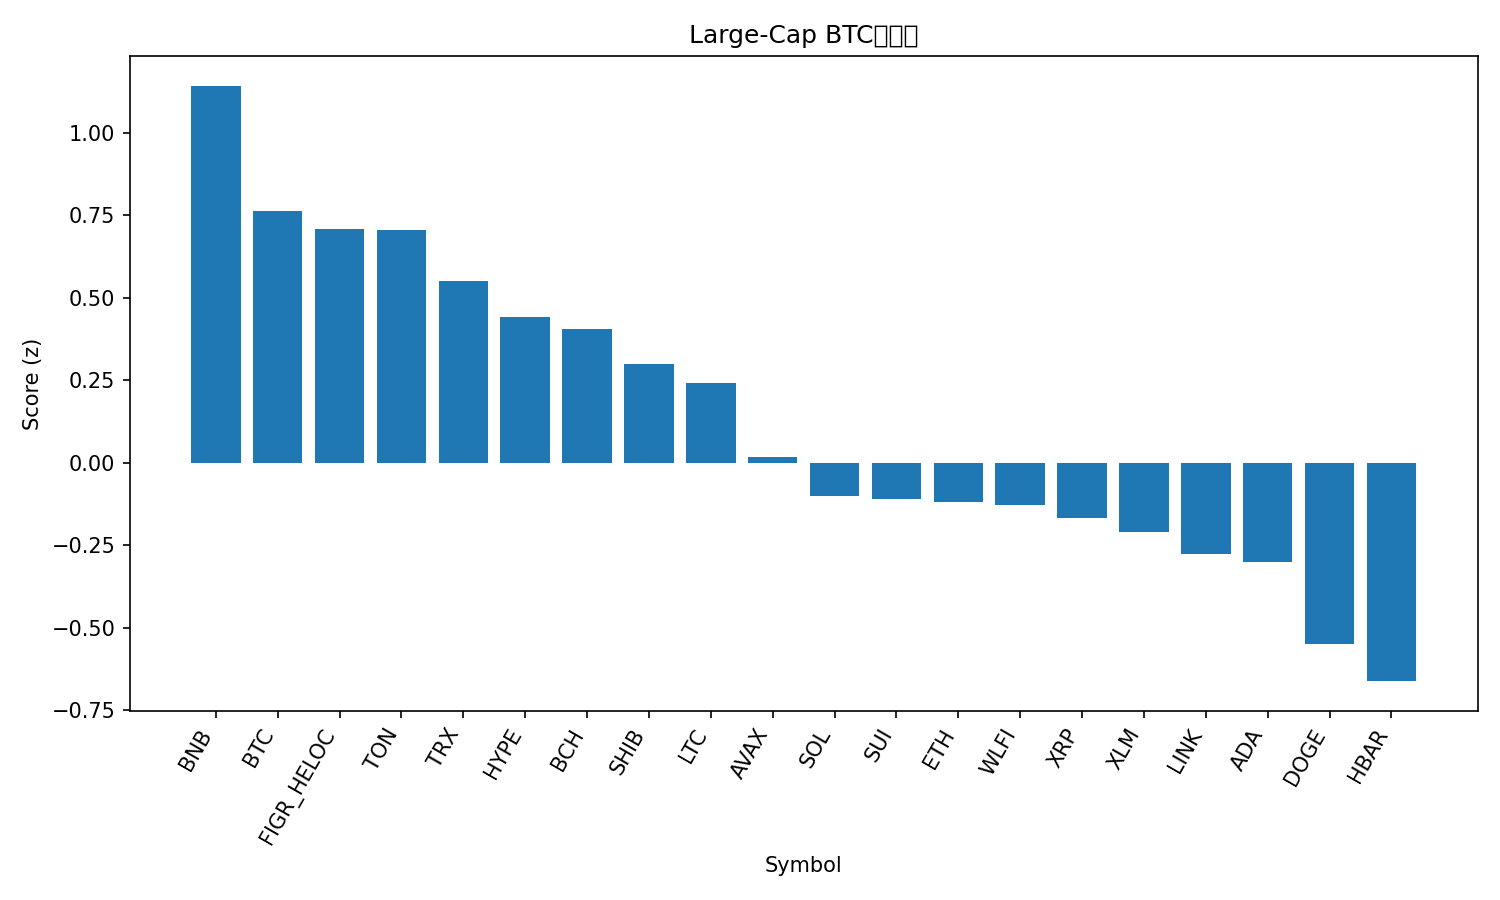 Large-Cap BTC
1.00
0.75
0.50
0.25
0.00
−0.25
−0.50
−0.75
Score (z)
BNB
BTC
FIGR_HELOC
TON
TRX
HYPE
BCH
SHIB
LTC
AVAX
SOL
SUI
ETH
WLFI
XRP
XLM
LINK
ADA
DOGE
HBAR
Symbol